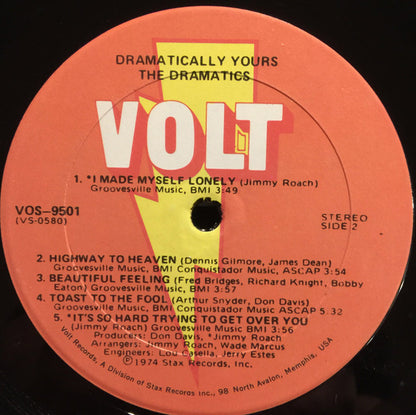 DRAMATICALLY YOURS
THE DRAMATICS
VOLT
1. *I MADE MYSELF LONELY (Jimmy Roach)
Groovesville Music, BMI 3:49
VOS-9501
(VS-0580)
STEREO
SIDE 2
2. HIGHWAY TO HEAVEN (Dennis Gilmore, James Dean)
Groovesville Music, BMI Conquistador Music, ASCAP 3:54
3. BEAUTIFUL FEELING (Fred Bridges, Richard Knight, Bobby
Eaton) Groovesville Music, BMI 3:57
4. TOAST TO THE FOOL (Arthur Snyder, Don Davis)
Groovesville Music, BMI Conquistador Music, ASCAP 5.32
5. *IT'S SO HARD TRYING TO GET OVER YOU
(Jimmy Roach) Groovesville Music, BMI 3:56
Producers: Don Davis, *Jimmy Roach
Arrangers: Jimmy Roach, Wade Marcus
Engineers: Lou Casella, Jerry Estes
℗1974 Stax Records Inc.
Volt Records, A Division of Stax Records Inc., 98 North Avalon, Memphis, USA